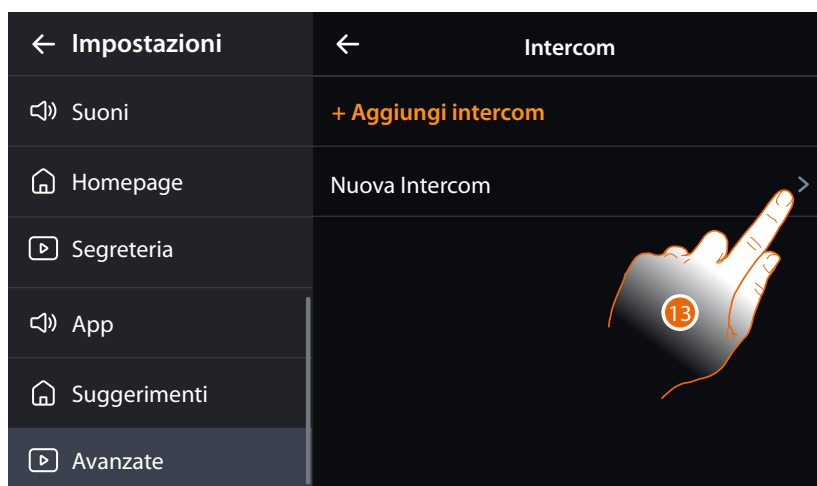 Impostazioni
Suoni
Homepage
Segreteria
App
Suggerimenti
Avanzate
Intercom
+ Aggiungi intercom
Nuova Intercom
13